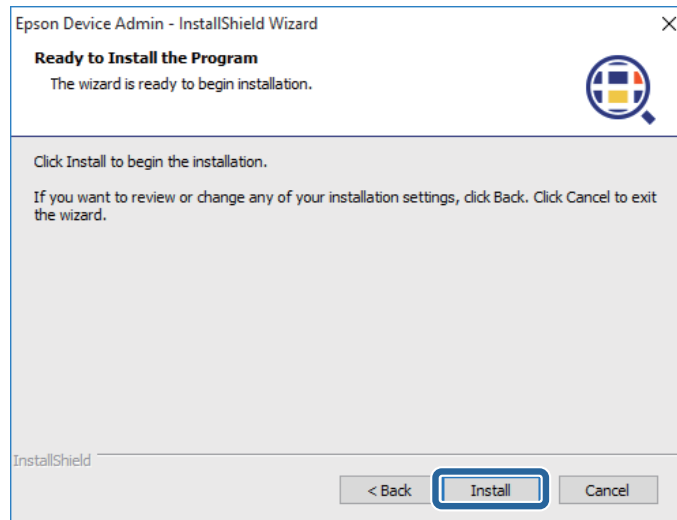 Epson Device Admin - InstallShield Wizard
Ready to Install the Program
The wizard is ready to begin installation.
Click Install to begin the installation.
If you want to review or change any of your installation settings, click Back. Click Cancel to exit
the wizard.
InstallShield
< Back Install Cancel